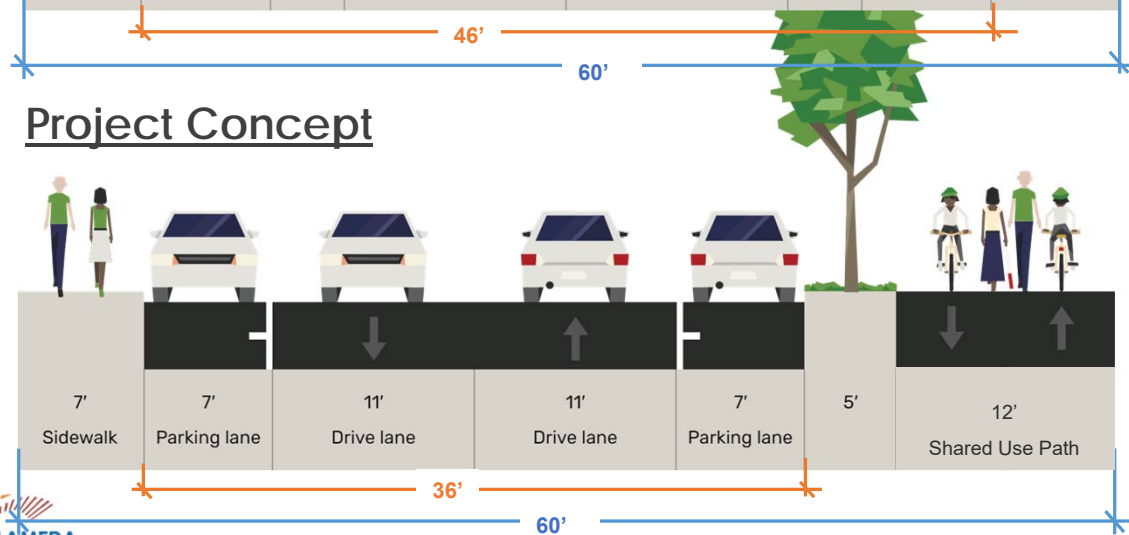 46’
60’
Project Concept
7’ 7’ 11’ 11’ 7’ 5’ 12’
Sidewalk Parking lane Drive lane Drive lane Parking lane Shared Use Path
36’
60’